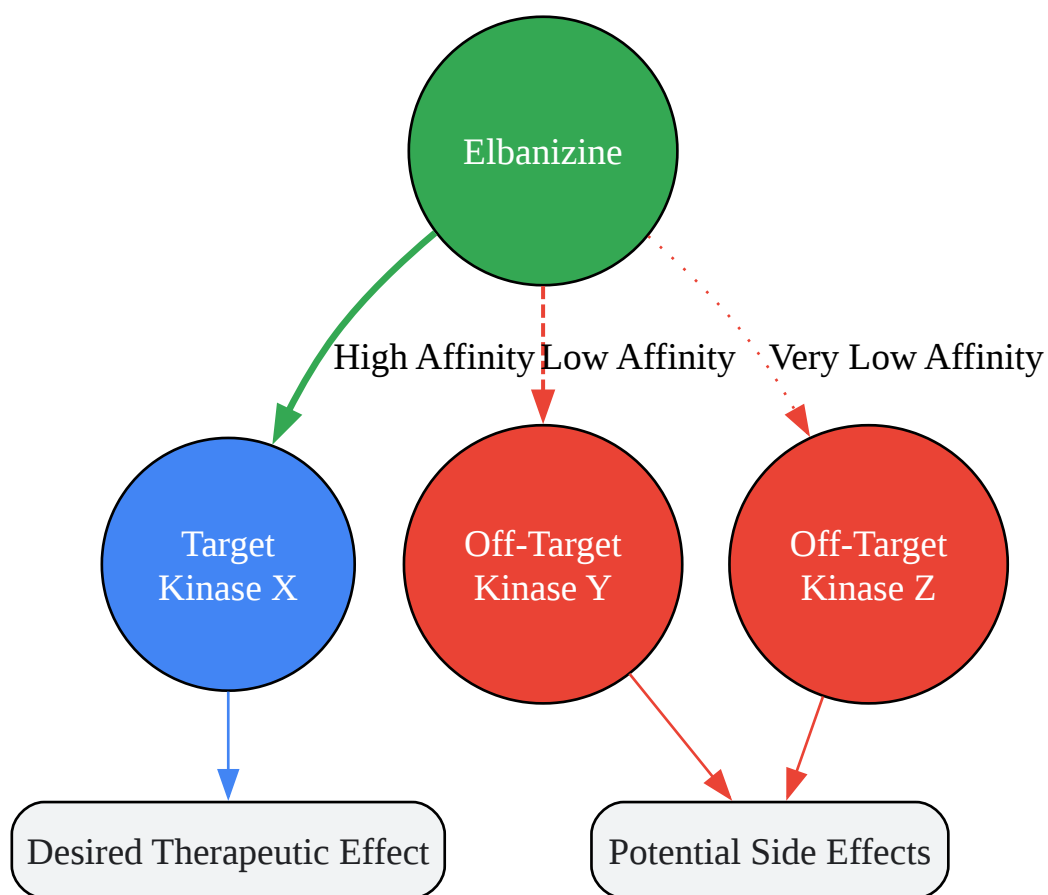 Elbanizine
High Affinity
Low Affinity
Very Low Affinity
Target
Kinase X
Off-Target
Kinase Y
Off-Target
Kinase Z
Desired Therapeutic Effect
Potential Side Effects